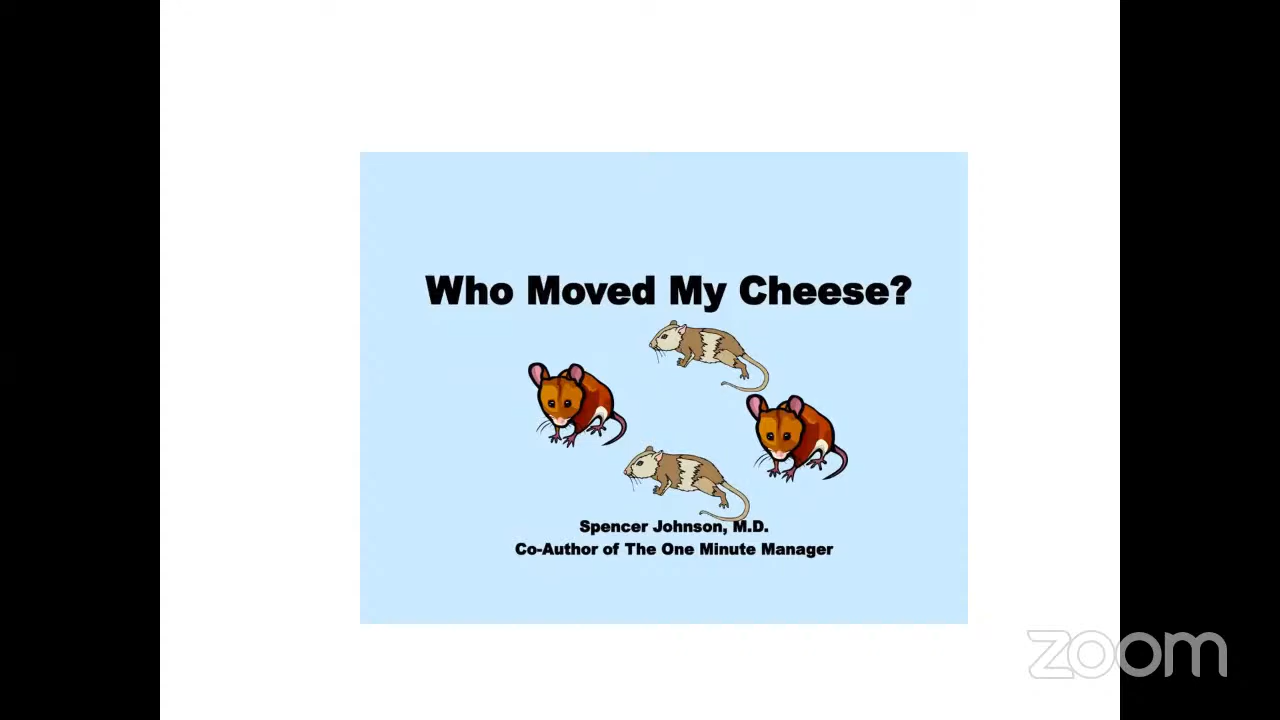 Who Moved My Cheese?
Spencer Johnson, M.D.
Co-Author of The One Minute Manager
zoom